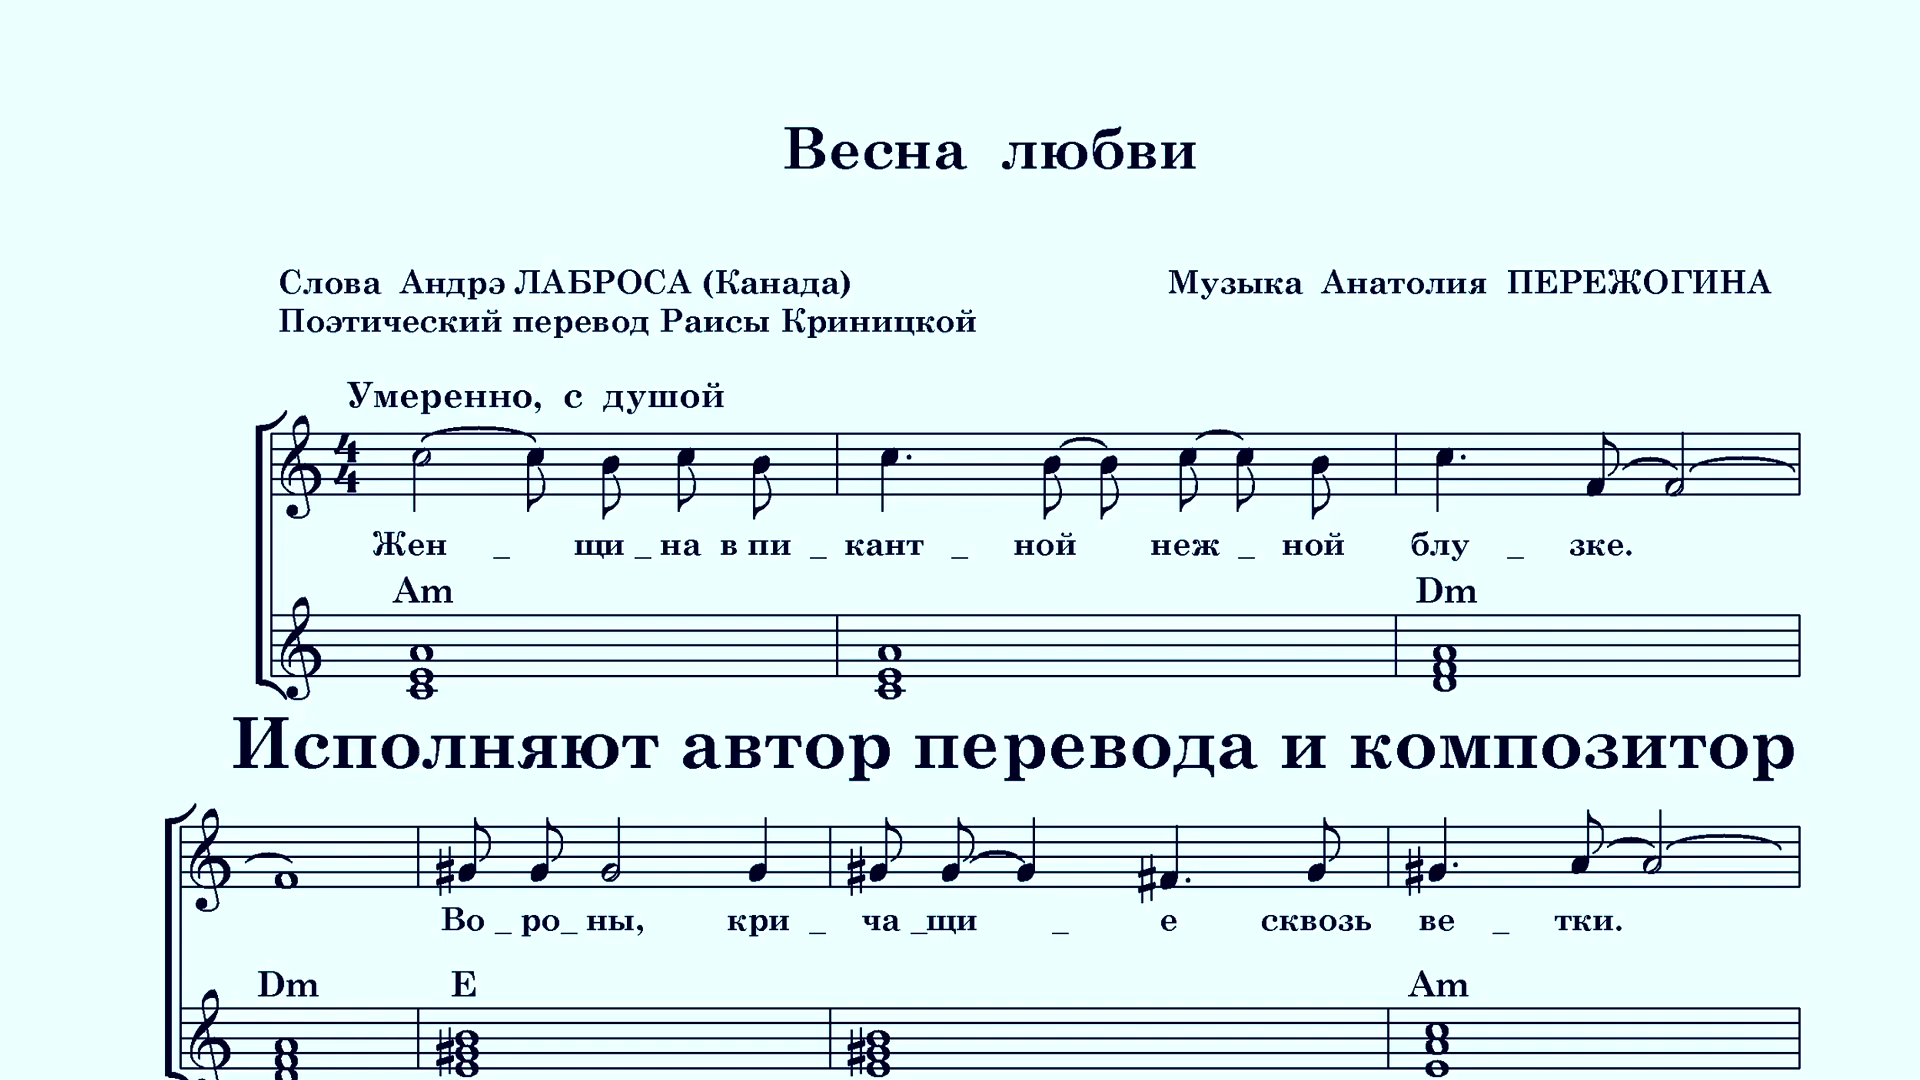 Весна любви
Слова Андрэ ЛАБРОСА (Канада)
Музыка Анатолия ПЕРЕЖОГИНА
Поэтический перевод Раисы Криницкой
Умеренно, с душой
4
4
Жен _ щи _ на в пи _ кант _ ной неж _ ной блу _ зке.
Am Dm
Исполняют автор перевода и композитор
Во _ ро _ ны, кри _ ча _ щи _ е сквозь ве _ тки.
Dm E Am